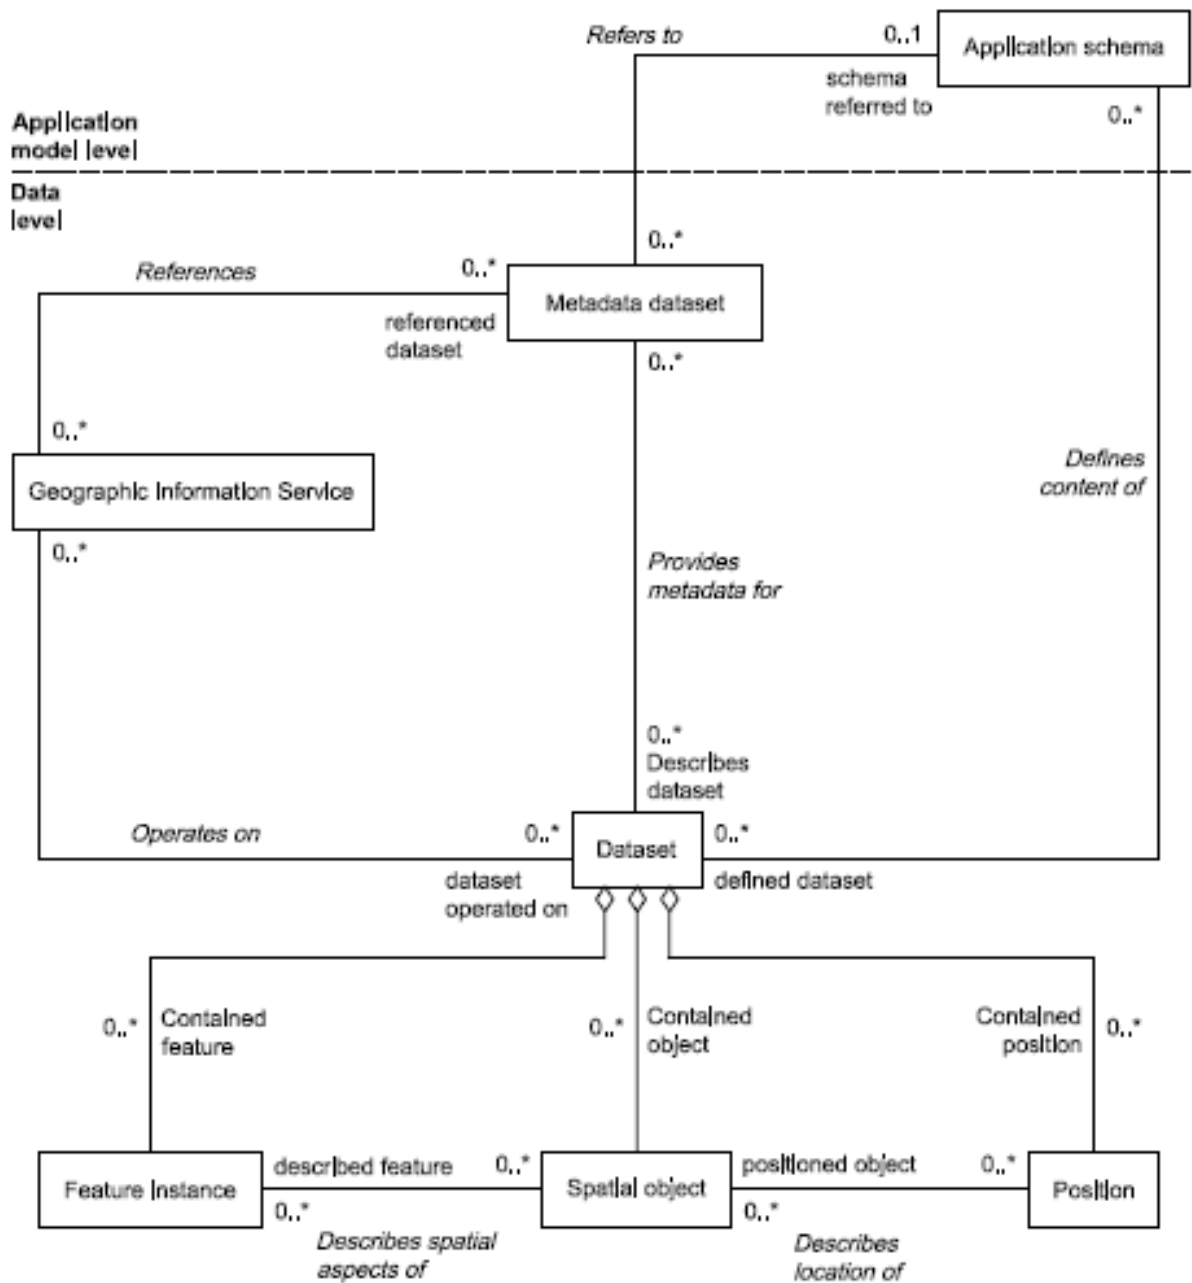 Refers to
0..1
Application schema
schema
referred to
0..*
Application
model level
Data
level
0..*
References
0..*
Metadata dataset
referenced
dataset
0..*
0..*
Geographic Information Service
0..*
Defines
content of
Provides
metadata for
0..*
Describes
dataset
Operates on
0..*
Dataset
0..*
dataset
operated on
defined dataset
0..*
Contained
feature
0..*
Contained
object
Contained
position
0..*
Feature instance
described feature
0..*
0..*
Describes spatial
aspects of
Spatial object
positioned object
0..*
0..*
Describes
location of
Position